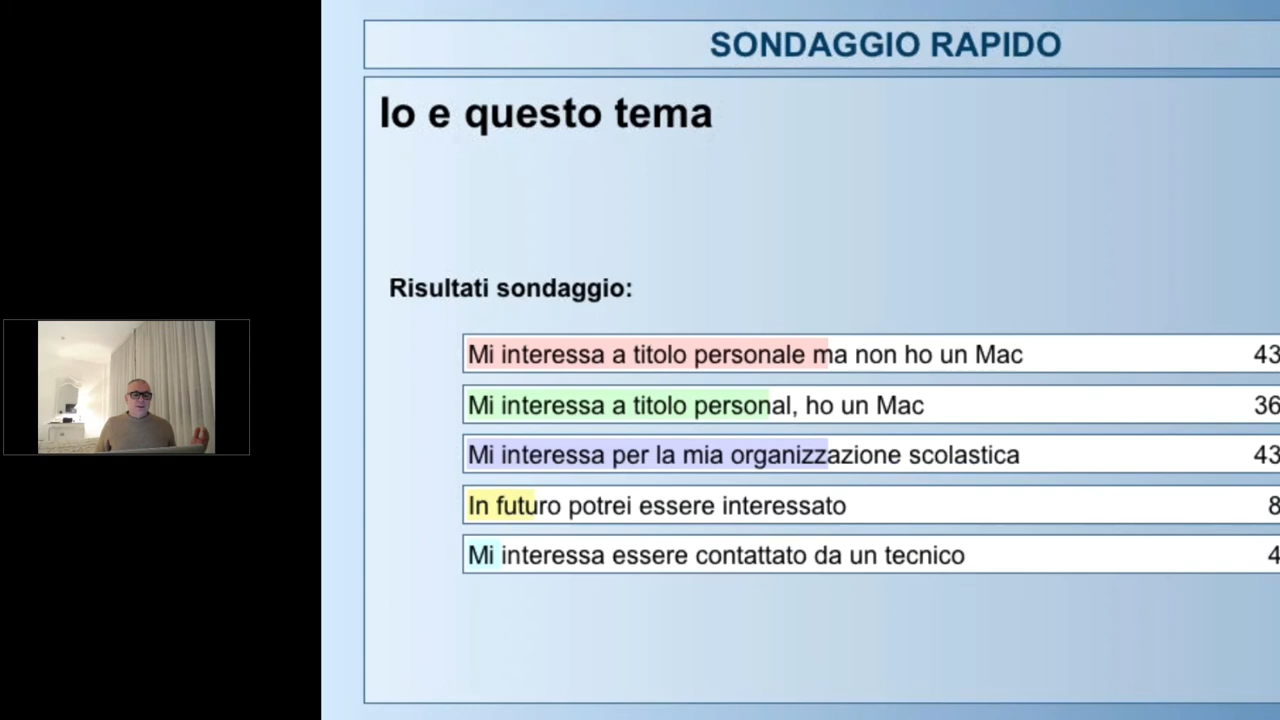 SONDAGGIO RAPIDO
Io e questo tema
Risultati sondaggio:
Mi interessa a titolo personale ma non ho un Mac 43
Mi interessa a titolo personal, ho un Mac 36
Mi interessa per la mia organizzazione scolastica 43
In futuro potrei essere interessato 8
Mi interessa essere contattato da un tecnico 4